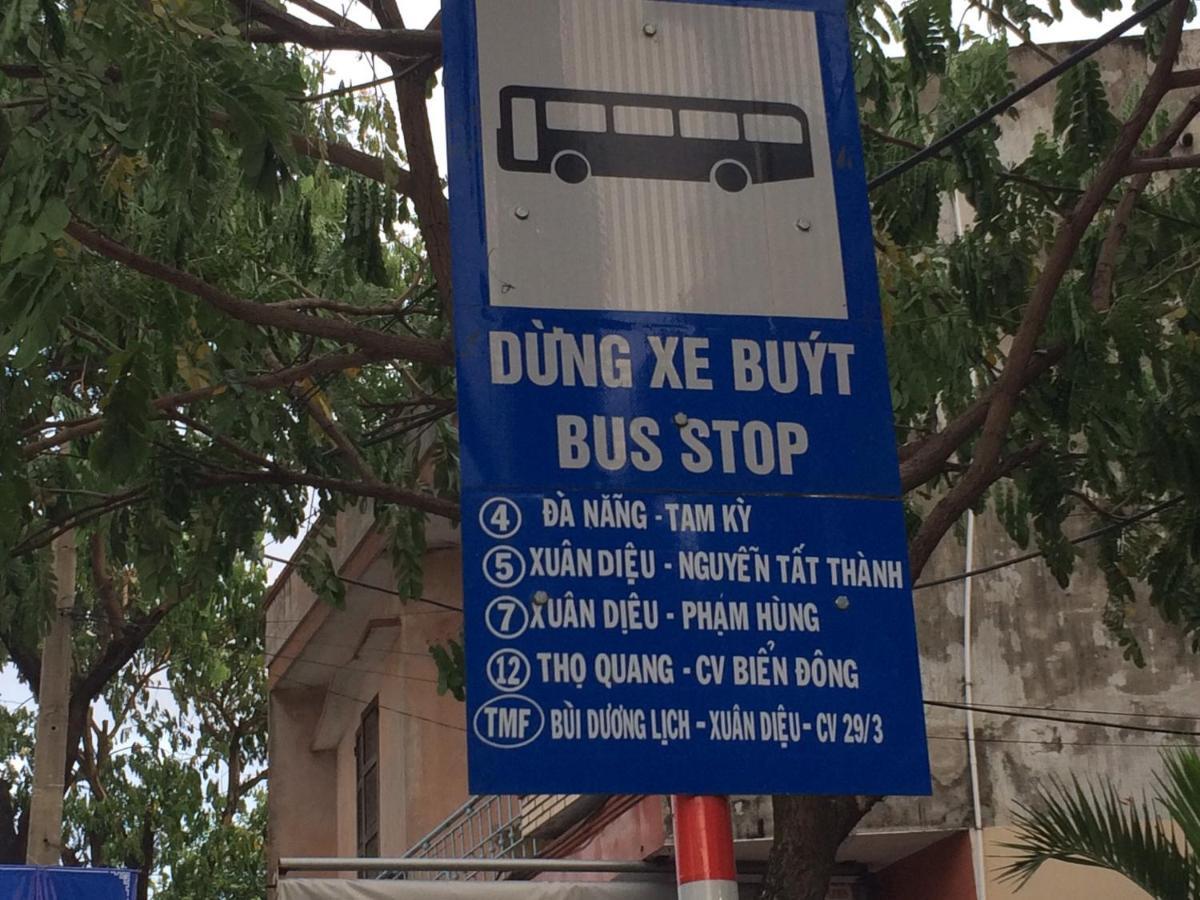 DỪNG XE BUÝT
BUS STOP
4 ĐÀ NẴNG - TAM KỲ
5 XUÂN DIỆU - NGUYỄN TẤT THÀNH
7 XUÂN DIỆU - PHẠM HÙNG
12 THỌ QUANG - CV BIỂN ĐÔNG
TMF BÙI DƯƠNG LỊCH - XUÂN DIỆU - CV 29/3